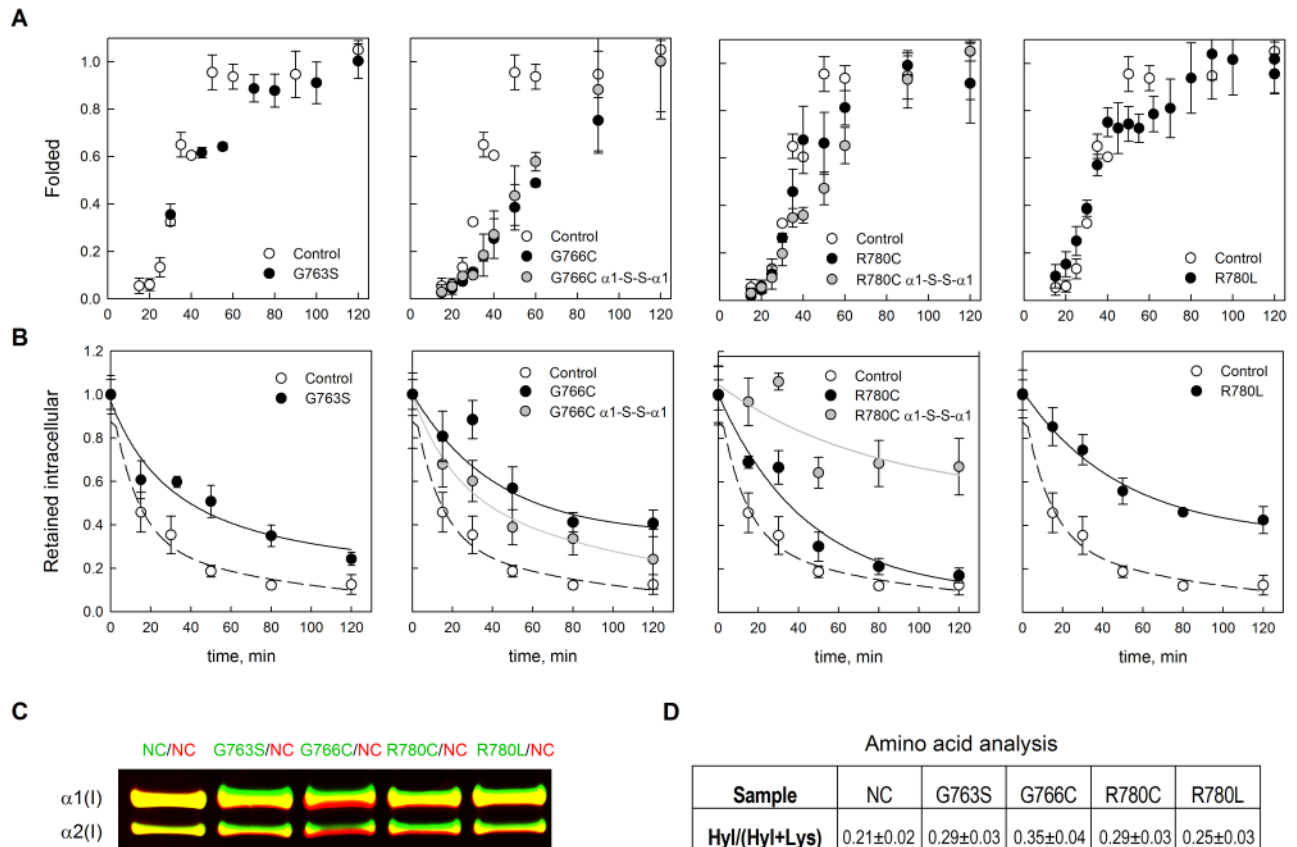 A
Folded
1.0
0.8
0.6
0.4
0.2
0.0
Control
G763S
0 20 40 60 80 100 120
Control
G766C
G766C α1-S-S-α1
0 20 40 60 80 100 120
Control
R780C
R780C α1-S-S-α1
0 20 40 60 80 100 120
Control
R780L
0 20 40 60 80 100 120
B
Retained intracellular
1.2
1.0
0.8
0.6
0.4
0.2
0.0
Control
G763S
0 20 40 60 80 100 120
time, min
Control
G766C
G766C α1-S-S-α1
0 20 40 60 80 100 120
time, min
Control
R780C
R780C α1-S-S-α1
0 20 40 60 80 100 120
time, min
Control
R780L
0 20 40 60 80 100 120
time, min
C
NC/NC G763S/NC G766C/NC R780C/NC R780L/NC
α1(I)
α2(I)
D
Amino acid analysis
Sample NC G763S G766C R780C R780L
Hyl/(Hyl+Lys) 0.21±0.02 0.29±0.03 0.35±0.04 0.29±0.03 0.25±0.03